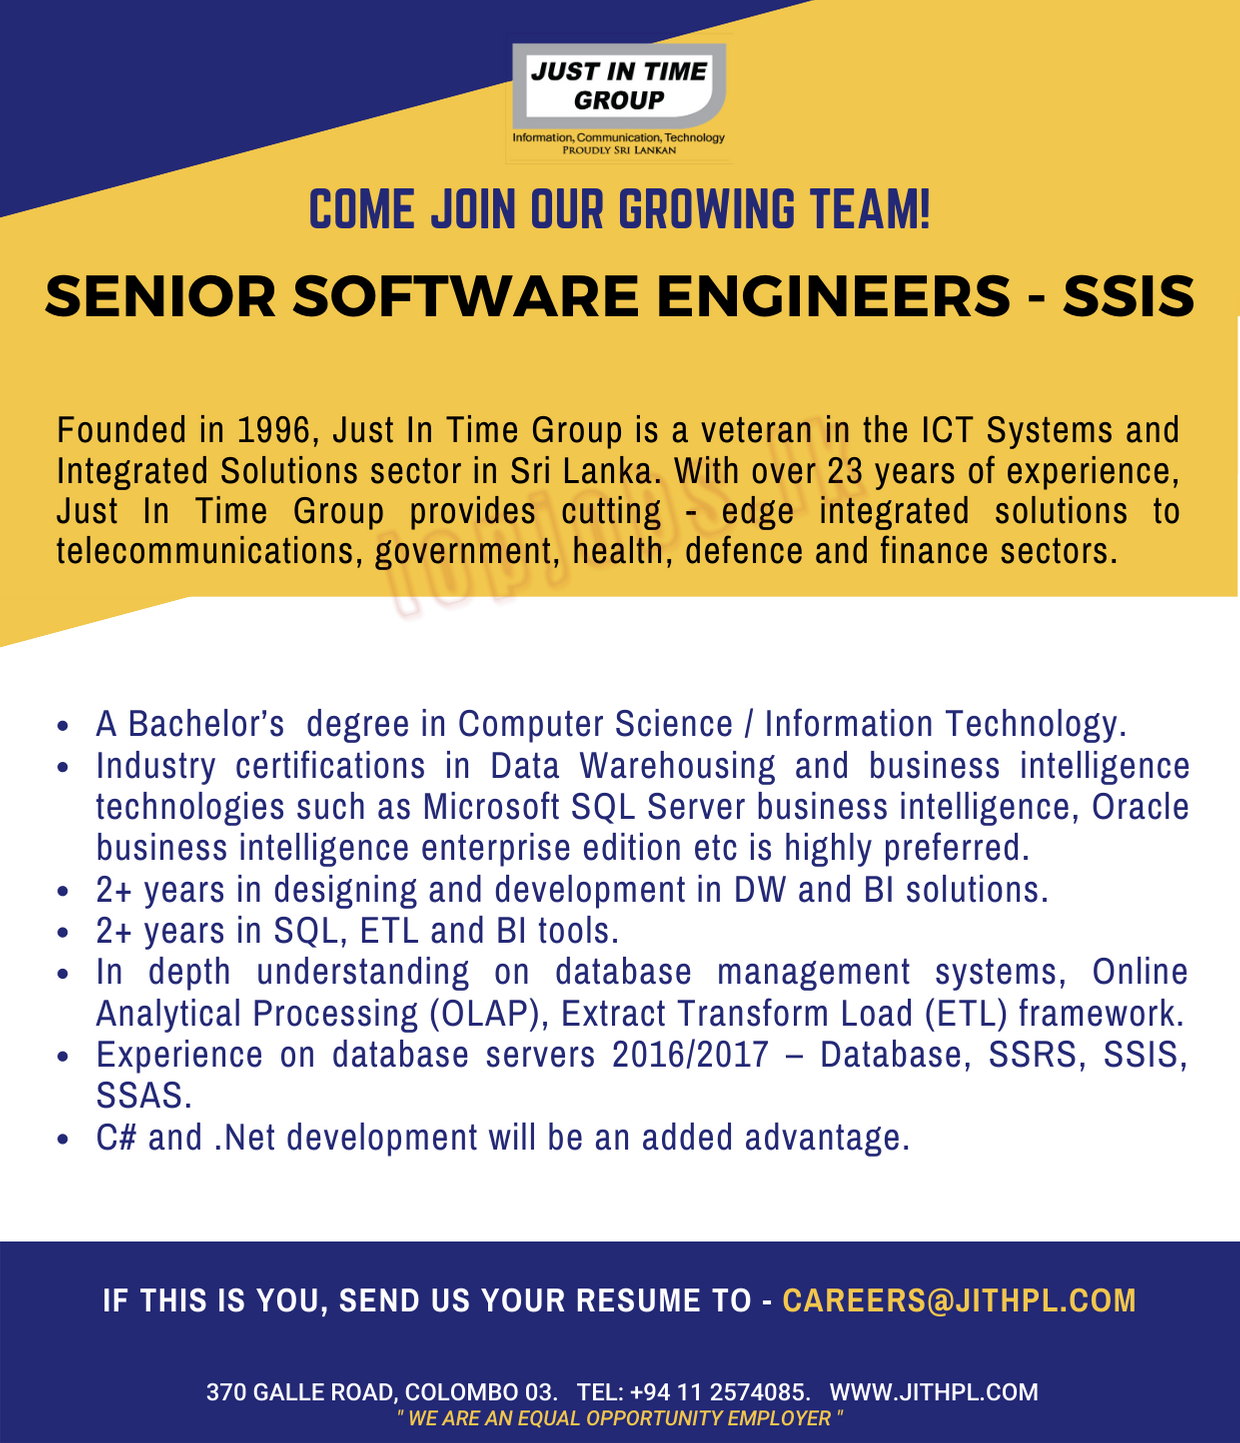 JUST IN TIME
GROUP
Information, Communication, Technology
PROUDLY SRI LANKAN
COME JOIN OUR GROWING TEAM!
SENIOR SOFTWARE ENGINEERS - SSIS
Founded in 1996, Just In Time Group is a veteran in the ICT Systems and
Integrated Solutions sector in Sri Lanka. With over 23 years of experience,
Just In Time Group provides cutting - edge integrated solutions to
telecommunications, government, health, defence and finance sectors.
topjobs.lk
• A Bachelor’s  degree in Computer Science / Information Technology.
• Industry certifications in Data Warehousing and business intelligence
technologies such as Microsoft SQL Server business intelligence, Oracle
business intelligence enterprise edition etc is highly preferred.
• 2+ years in designing and development in DW and BI solutions.
• 2+ years in SQL, ETL and BI tools.
• In depth understanding on database management systems, Online
Analytical Processing (OLAP), Extract Transform Load (ETL) framework.
• Experience on database servers 2016/2017 – Database, SSRS, SSIS,
SSAS.
• C# and .Net development will be an added advantage.
IF THIS IS YOU, SEND US YOUR RESUME TO - CAREERS@JITHPL.COM
370 GALLE ROAD, COLOMBO 03.   TEL: +94 11 2574085.   WWW.JITHPL.COM
" WE ARE AN EQUAL OPPORTUNITY EMPLOYER "